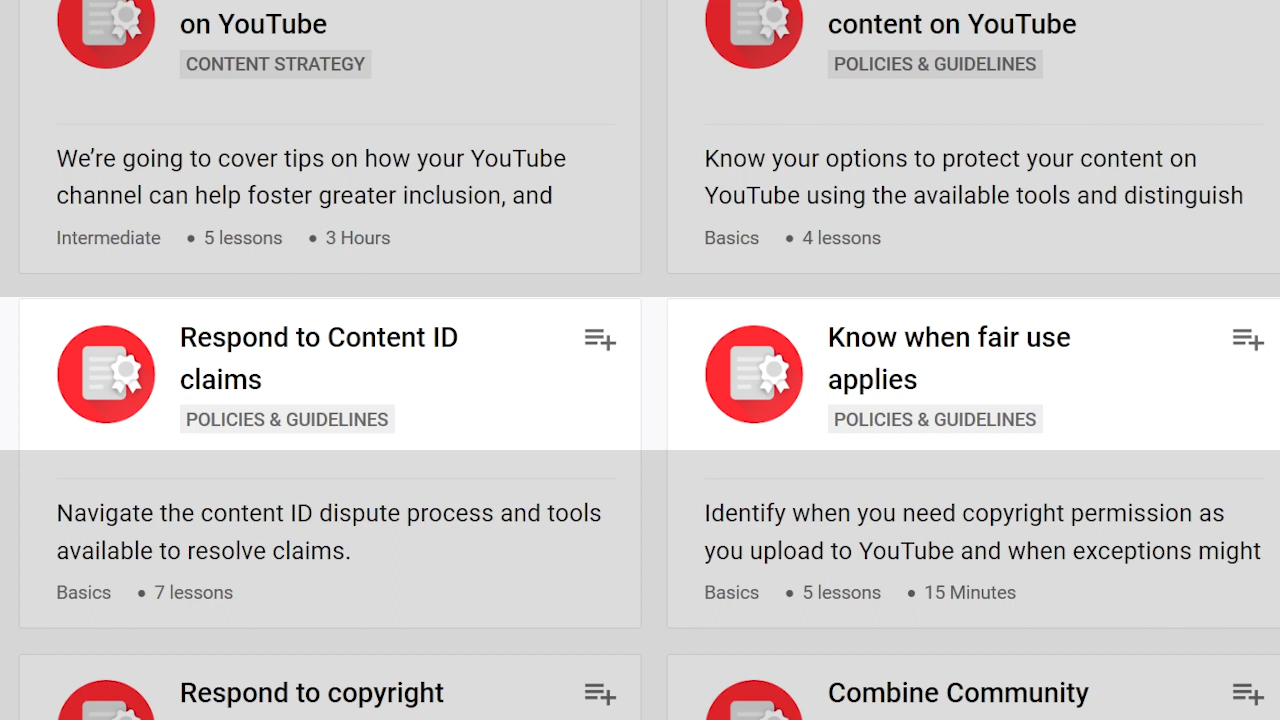 on YouTube
CONTENT STRATEGY
We’re going to cover tips on how your YouTube
channel can help foster greater inclusion, and
Intermediate • 5 lessons • 3 Hours
content on YouTube
POLICIES & GUIDELINES
Know your options to protect your content on
YouTube using the available tools and distinguish
Basics • 4 lessons
Respond to Content ID
claims
POLICIES & GUIDELINES
Navigate the content ID dispute process and tools
available to resolve claims.
Basics • 7 lessons
Know when fair use
applies
POLICIES & GUIDELINES
Identify when you need copyright permission as
you upload to YouTube and when exceptions might
Basics • 5 lessons • 15 Minutes
Respond to copyright
Combine Community